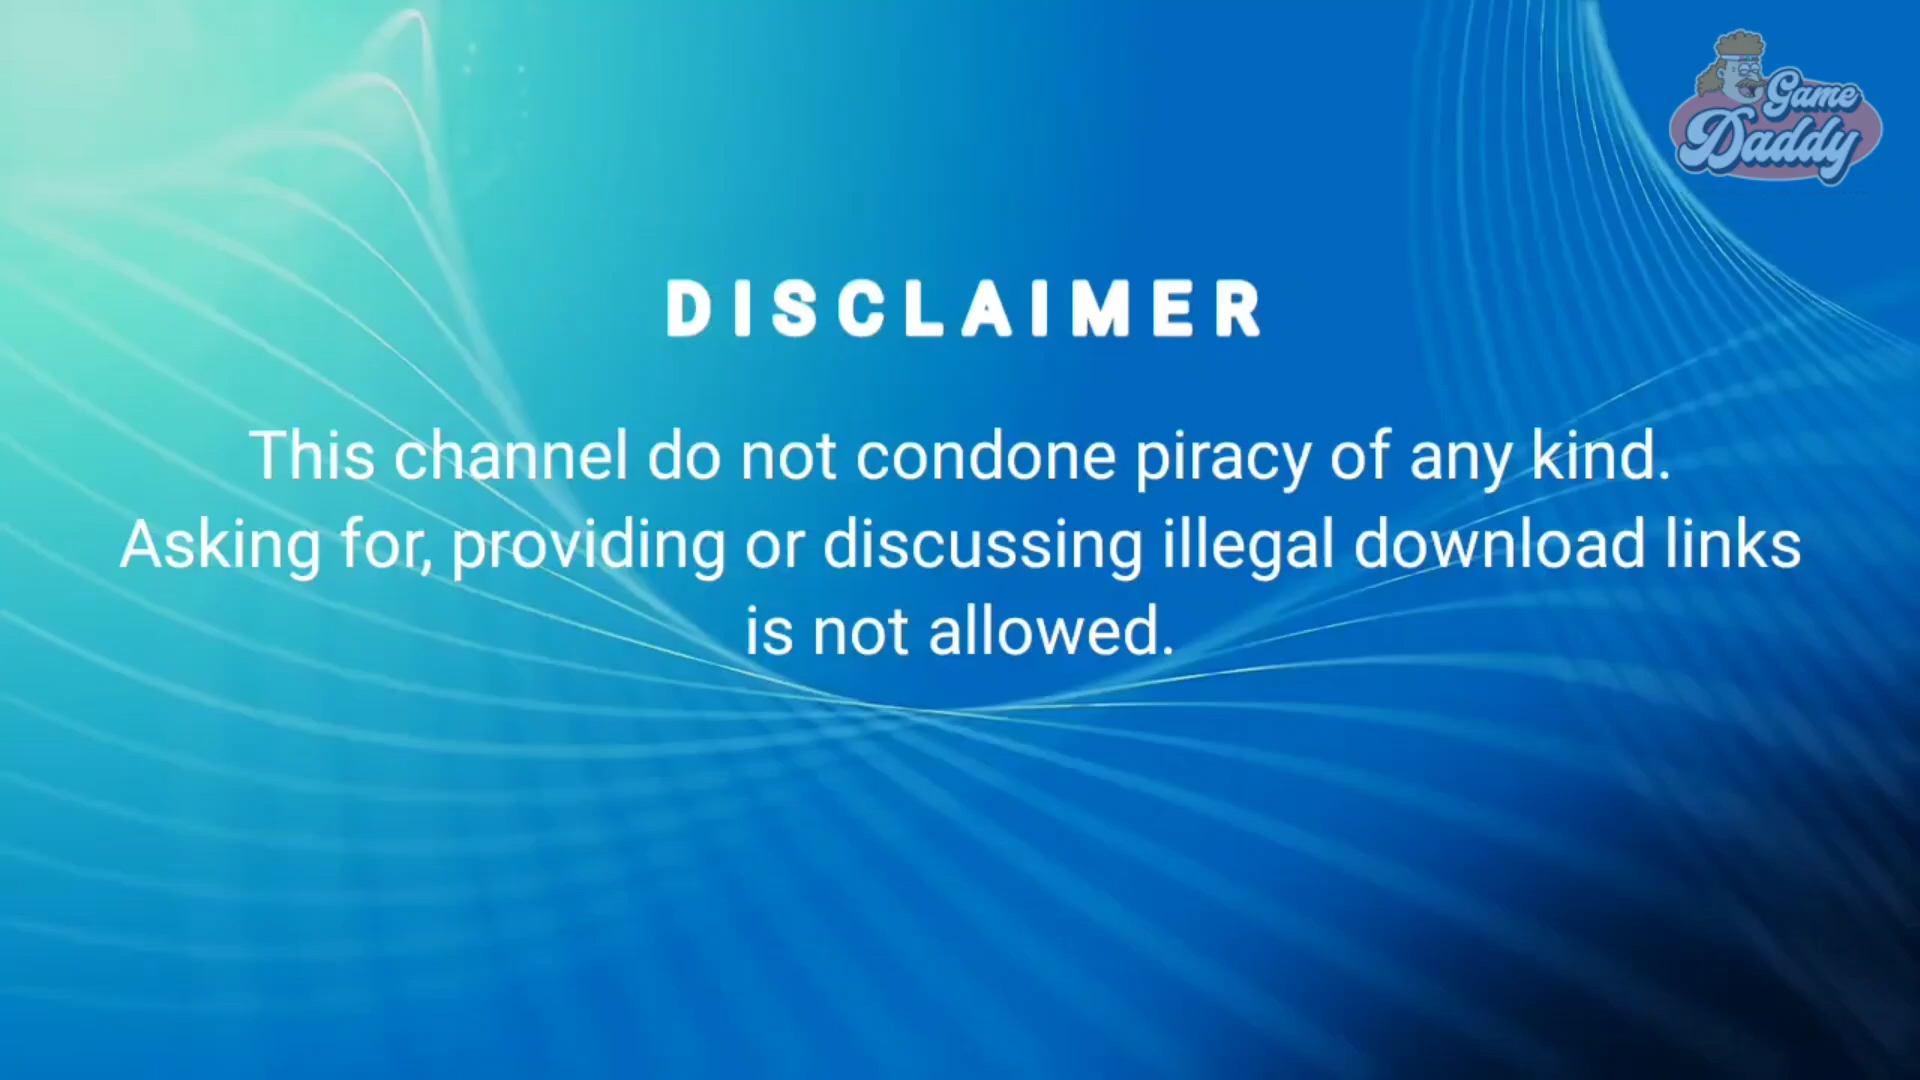 Game
Daddy
DISCLAIMER
This channel do not condone piracy of any kind.
Asking for, providing or discussing illegal download links
is not allowed.